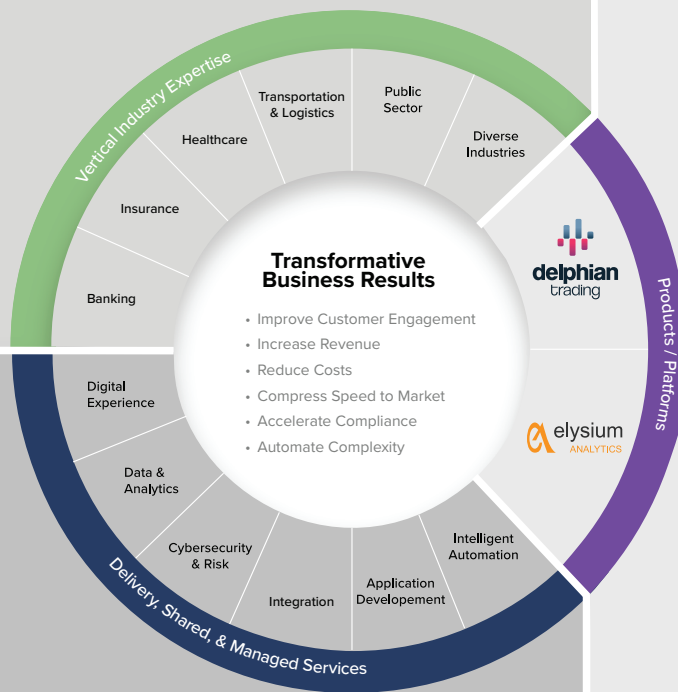 Vertical Industry Expertise
Banking
Insurance
Healthcare
Transportation
& Logistics
Public
Sector
Diverse
Industries
Products / Platforms
delphian
trading
elysium
ANALYTICS
Transformative
Business Results
• Improve Customer Engagement
• Increase Revenue
• Reduce Costs
• Compress Speed to Market
• Accelerate Compliance
• Automate Complexity
Digital
Experience
Data &
Analytics
Cybersecurity
& Risk
Integration
Application
Developement
Intelligent
Automation
Delivery, Shared, & Managed Services